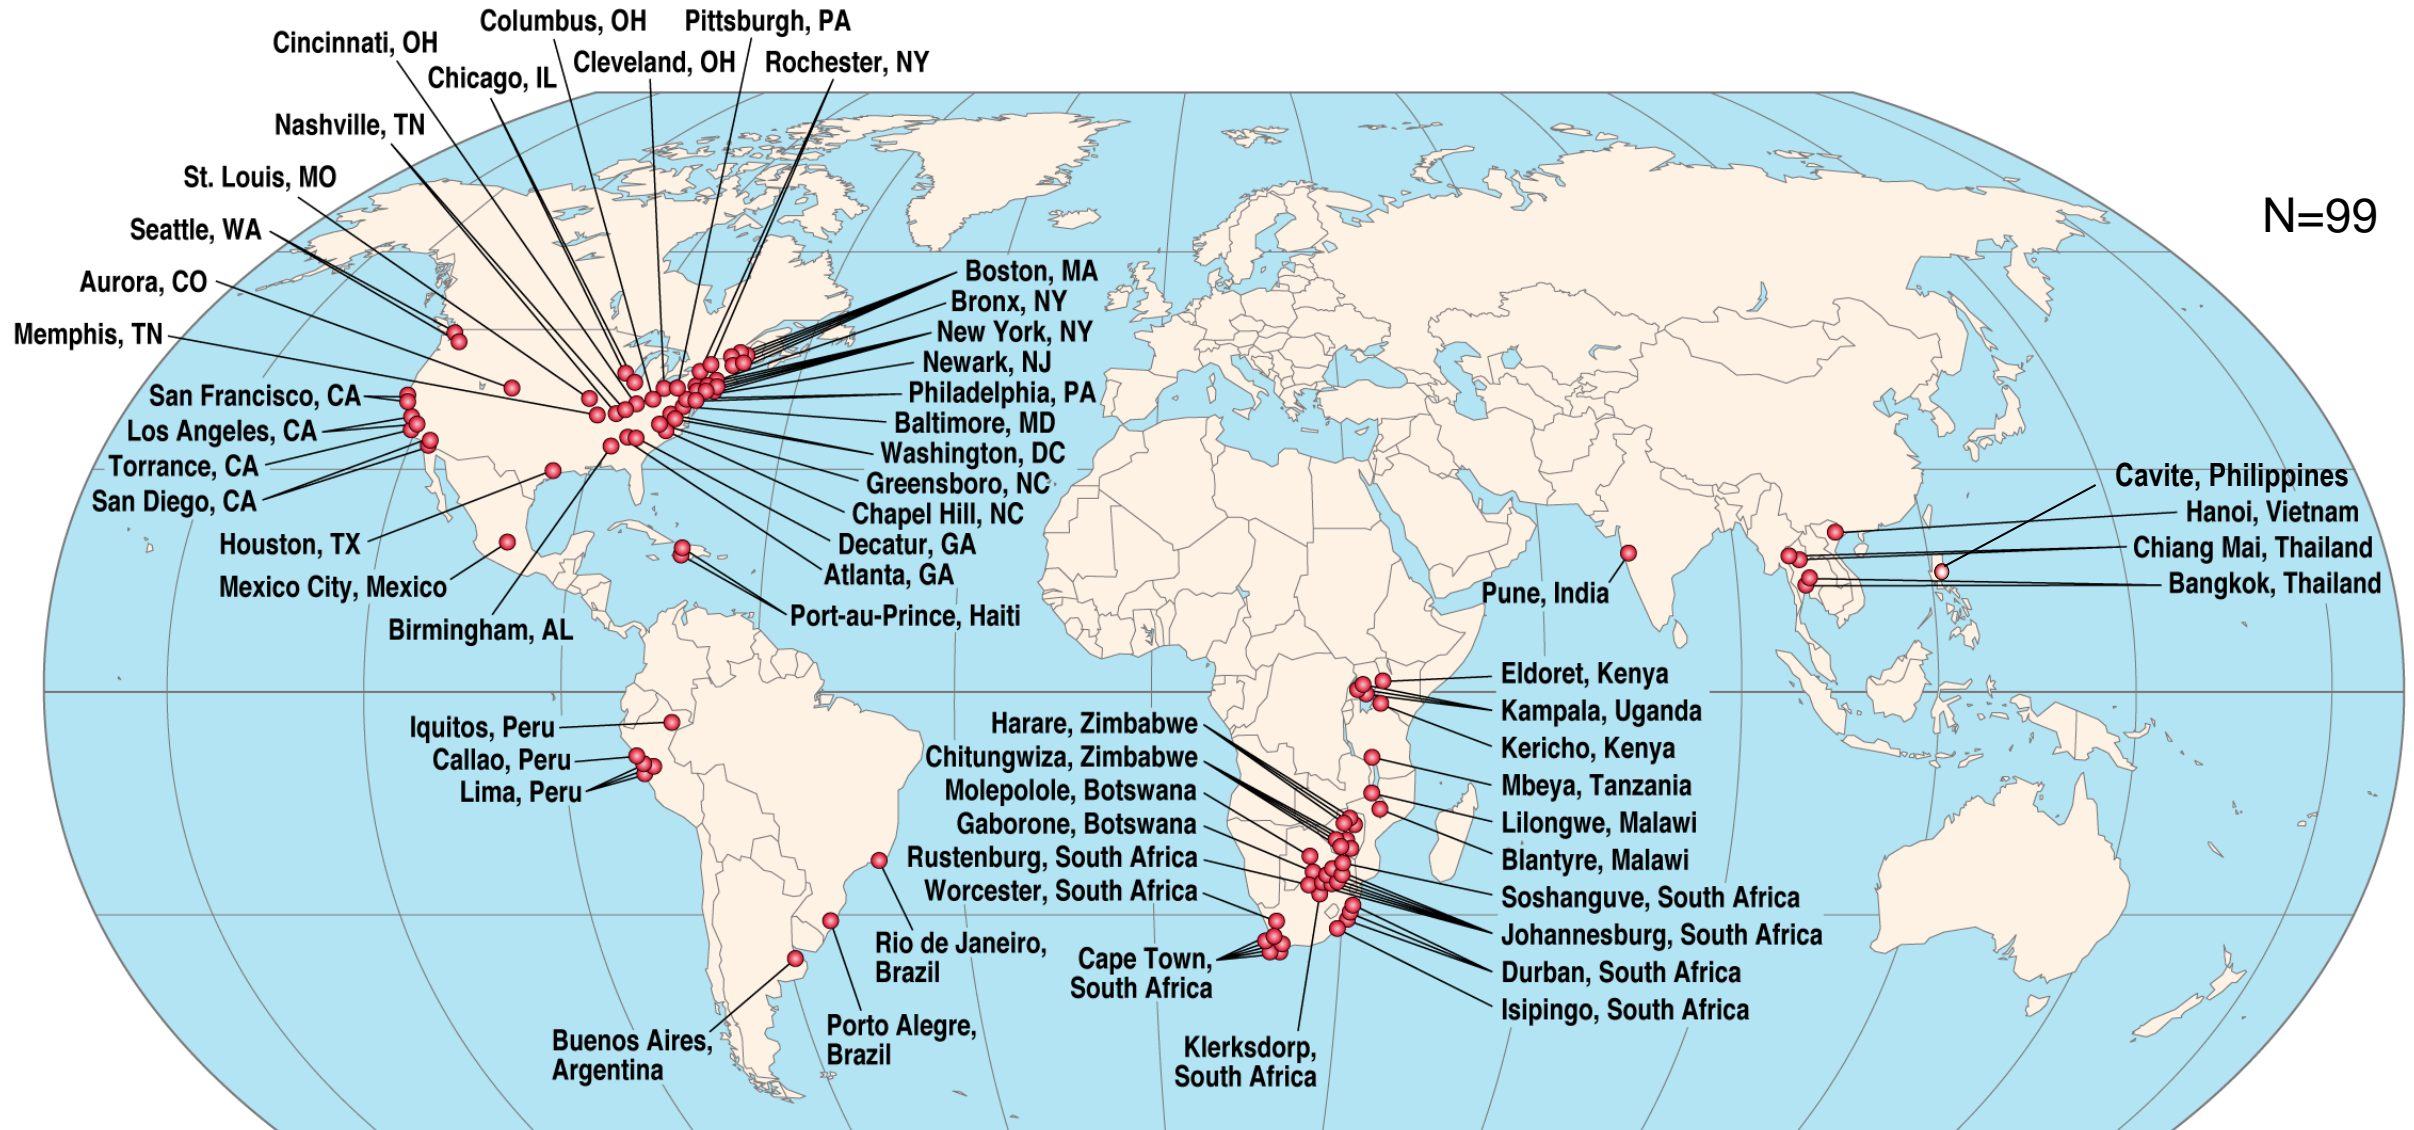 Columbus, OH
Pittsburgh, PA
Cincinnati, OH
Cleveland, OH
Rochester, NY
Chicago, IL
Nashville, TN
St. Louis, MO
N=99
Seattle, WA
Aurora, CO
Memphis, TN
San Francisco, CA
Los Angeles, CA
Torrance, CA
San Diego, CA
Houston, TX
Mexico City, Mexico
Birmingham, AL
Boston, MA
Bronx, NY
New York, NY
Newark, NJ
Philadelphia, PA
Baltimore, MD
Washington, DC
Greensboro, NC
Chapel Hill, NC
Decatur, GA
Atlanta, GA
Port-au-Prince, Haiti
Cavite, Philippines
Hanoi, Vietnam
Chiang Mai, Thailand
Bangkok, Thailand
Pune, India
Iquitos, Peru
Callao, Peru
Lima, Peru
Rio de Janeiro,
Brazil
Porto Alegre,
Brazil
Buenos Aires,
Argentina
Harare, Zimbabwe
Chitungwiza, Zimbabwe
Molepolole, Botswana
Gaborone, Botswana
Rustenburg, South Africa
Worcester, South Africa
Cape Town,
South Africa
Klerksdorp,
South Africa
Eldoret, Kenya
Kampala, Uganda
Kericho, Kenya
Mbeya, Tanzania
Lilongwe, Malawi
Blantyre, Malawi
Soshanguve, South Africa
Johannesburg, South Africa
Durban, South Africa
Isipingo, South Africa